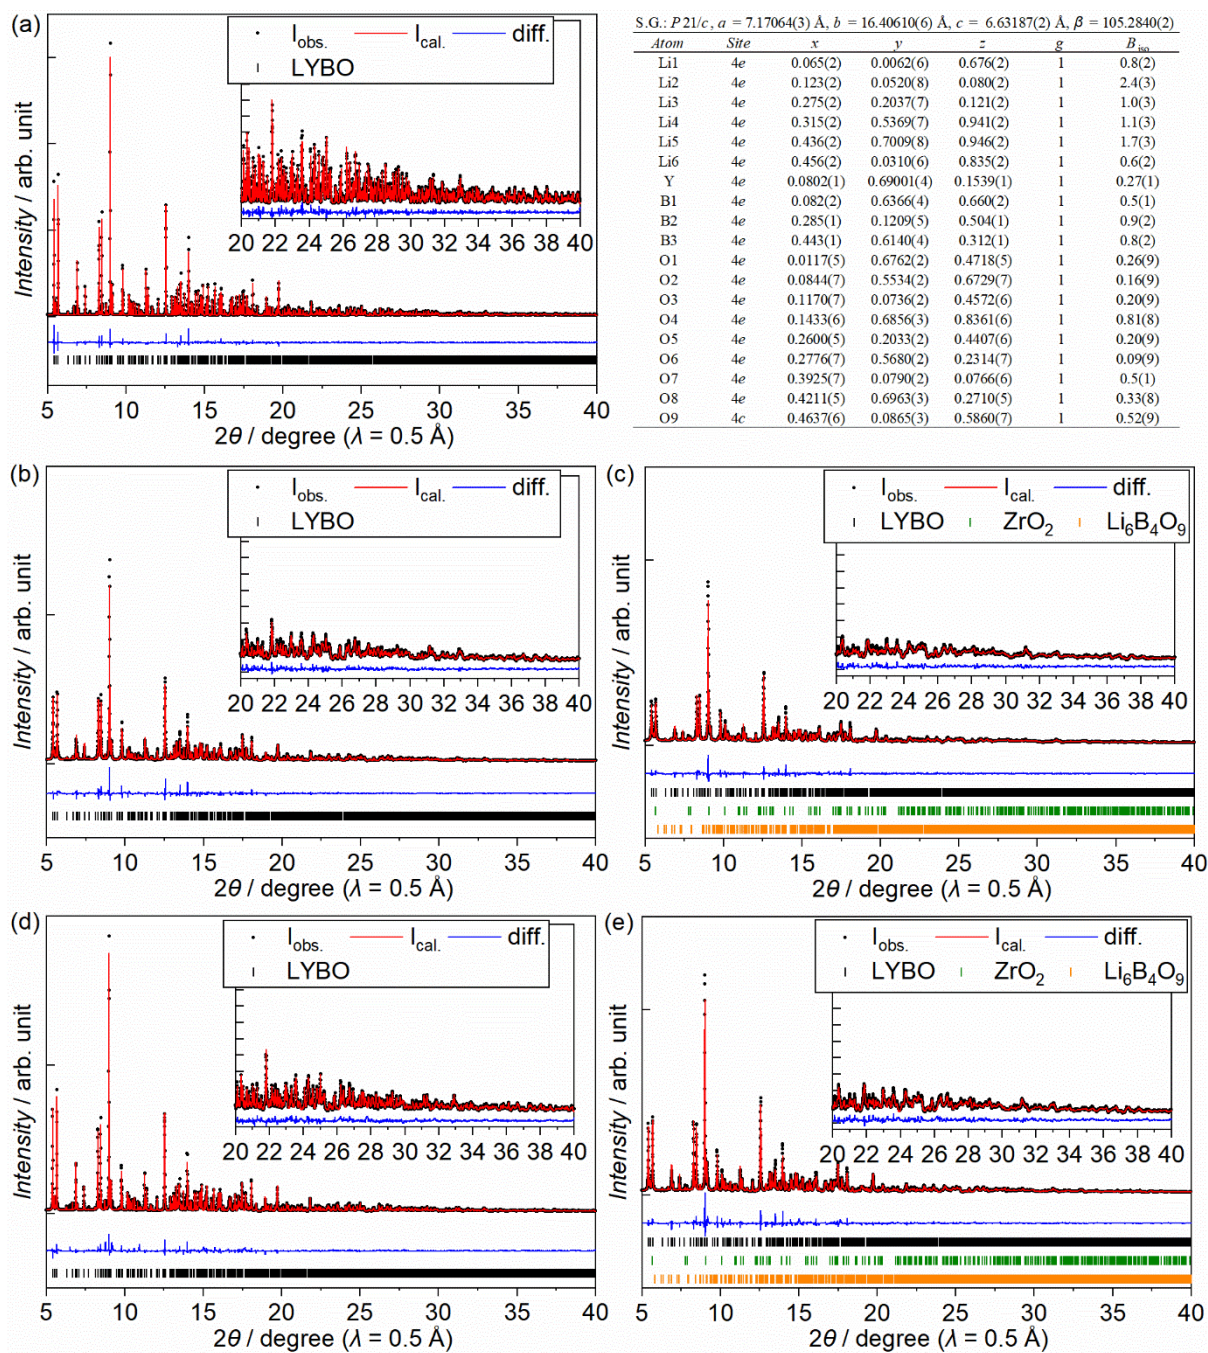 (a)
I_obs. I_cal. diff.
LYBO
20 22 24 26 28 30 32 34 36 38 40
Intensity / arb. unit
5 10 15 20 25 30 35 40
2θ / degree (λ = 0.5 Å)
S.G.: P 21/c, a = 7.17064(3) Å, b = 16.40610(6) Å, c = 6.63187(2) Å, β = 105.2840(2)
Atom Site x y z g B_iso
Li1 4e 0.065(2) 0.0062(6) 0.676(2) 1 0.8(2)
Li2 4e 0.123(2) 0.0520(8) 0.080(2) 1 2.4(3)
Li3 4e 0.275(2) 0.2037(7) 0.121(2) 1 1.0(3)
Li4 4e 0.315(2) 0.5369(7) 0.941(2) 1 1.1(3)
Li5 4e 0.436(2) 0.7009(8) 0.946(2) 1 1.7(3)
Li6 4e 0.456(2) 0.0310(6) 0.835(2) 1 0.6(2)
Y 4e 0.0802(1) 0.69001(4) 0.1539(1) 1 0.27(1)
B1 4e 0.082(2) 0.6366(4) 0.660(2) 1 0.5(1)
B2 4e 0.285(1) 0.1209(5) 0.504(1) 1 0.9(2)
B3 4e 0.443(1) 0.6140(4) 0.312(1) 1 0.8(2)
O1 4e 0.0117(5) 0.6762(2) 0.4718(5) 1 0.26(9)
O2 4e 0.0844(7) 0.5534(2) 0.6729(7) 1 0.16(9)
O3 4e 0.1170(7) 0.0736(2) 0.4572(6) 1 0.20(9)
O4 4e 0.1433(6) 0.6856(3) 0.8361(6) 1 0.81(8)
O5 4e 0.2600(5) 0.2033(2) 0.4407(6) 1 0.20(9)
O6 4e 0.2776(7) 0.5680(2) 0.2314(7) 1 0.09(9)
O7 4e 0.3925(7) 0.0790(2) 0.0766(6) 1 0.5(1)
O8 4e 0.4211(5) 0.6963(3) 0.2710(5) 1 0.33(8)
O9 4c 0.4637(6) 0.0865(3) 0.5860(7) 1 0.52(9)
(b)
I_obs. I_cal. diff.
LYBO
20 22 24 26 28 30 32 34 36 38 40
Intensity / arb. unit
5 10 15 20 25 30 35 40
2θ / degree (λ = 0.5 Å)
(c)
I_obs. I_cal. diff.
LYBO ZrO₂ Li₆B₄O₉
20 22 24 26 28 30 32 34 36 38 40
Intensity / arb. unit
5 10 15 20 25 30 35 40
2θ / degree (λ = 0.5 Å)
(d)
I_obs. I_cal. diff.
LYBO
20 22 24 26 28 30 32 34 36 38 40
Intensity / arb. unit
5 10 15 20 25 30 35 40
2θ / degree (λ = 0.5 Å)
(e)
I_obs. I_cal. diff.
LYBO ZrO₂ Li₆B₄O₉
20 22 24 26 28 30 32 34 36 38 40
Intensity / arb. unit
5 10 15 20 25 30 35 40
2θ / degree (λ = 0.5 Å)